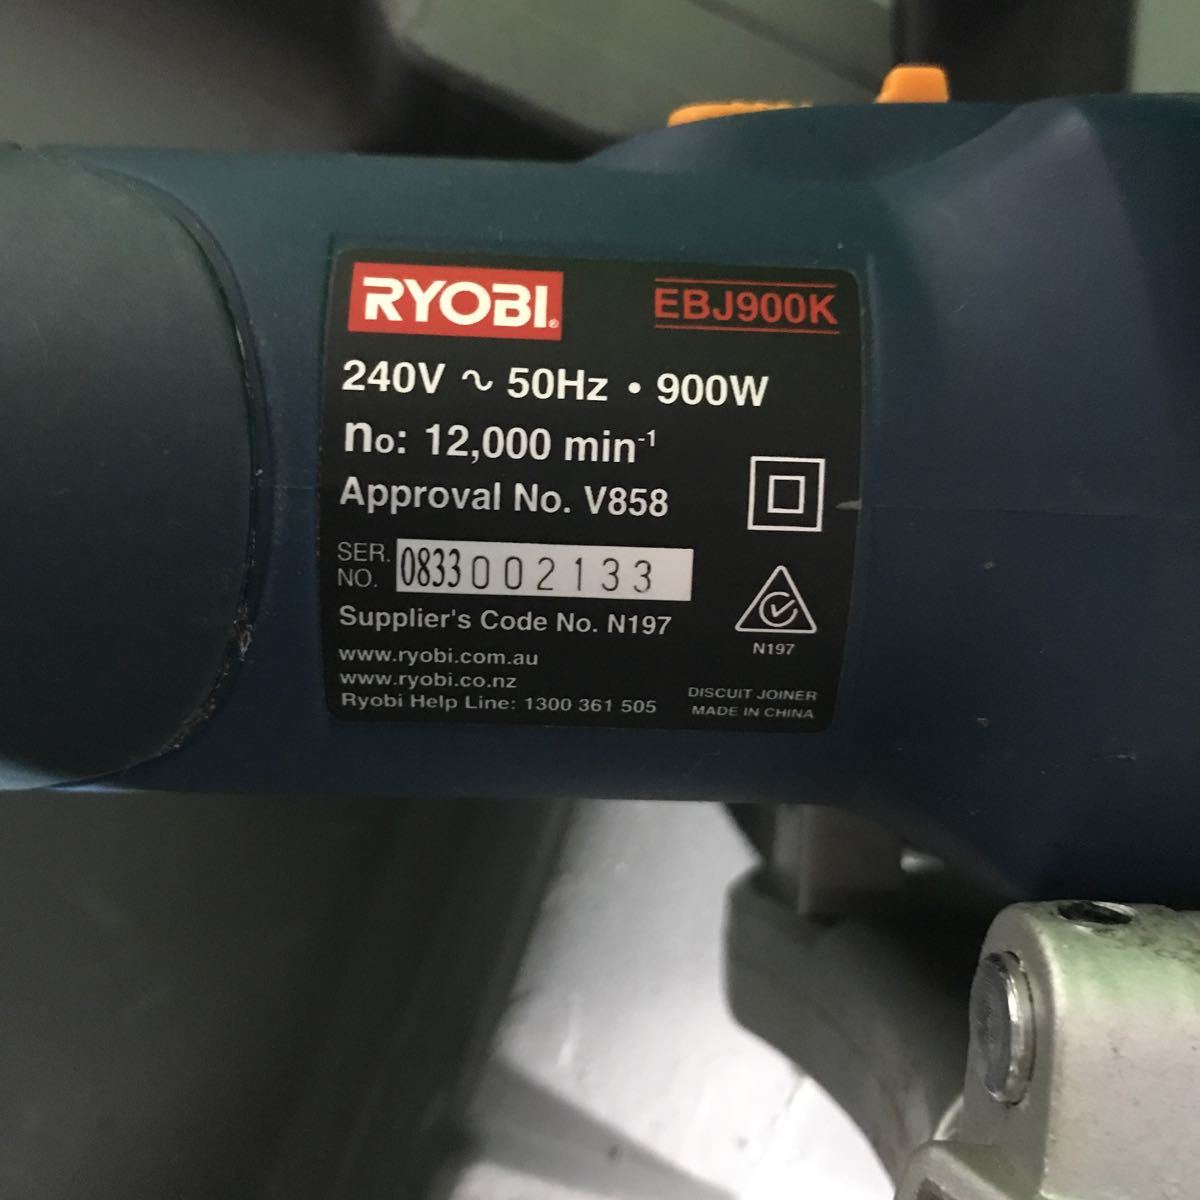 RYOBI® EBJ900K
240V ~ 50Hz • 900W
no: 12,000 min-1
Approval No. V858
SER. NO. 0833002133
Supplier's Code No. N197
N197
www.ryobi.com.au
www.ryobi.co.nz
Ryobi Help Line: 1300 361 505
DISCUIT JOINER
MADE IN CHINA